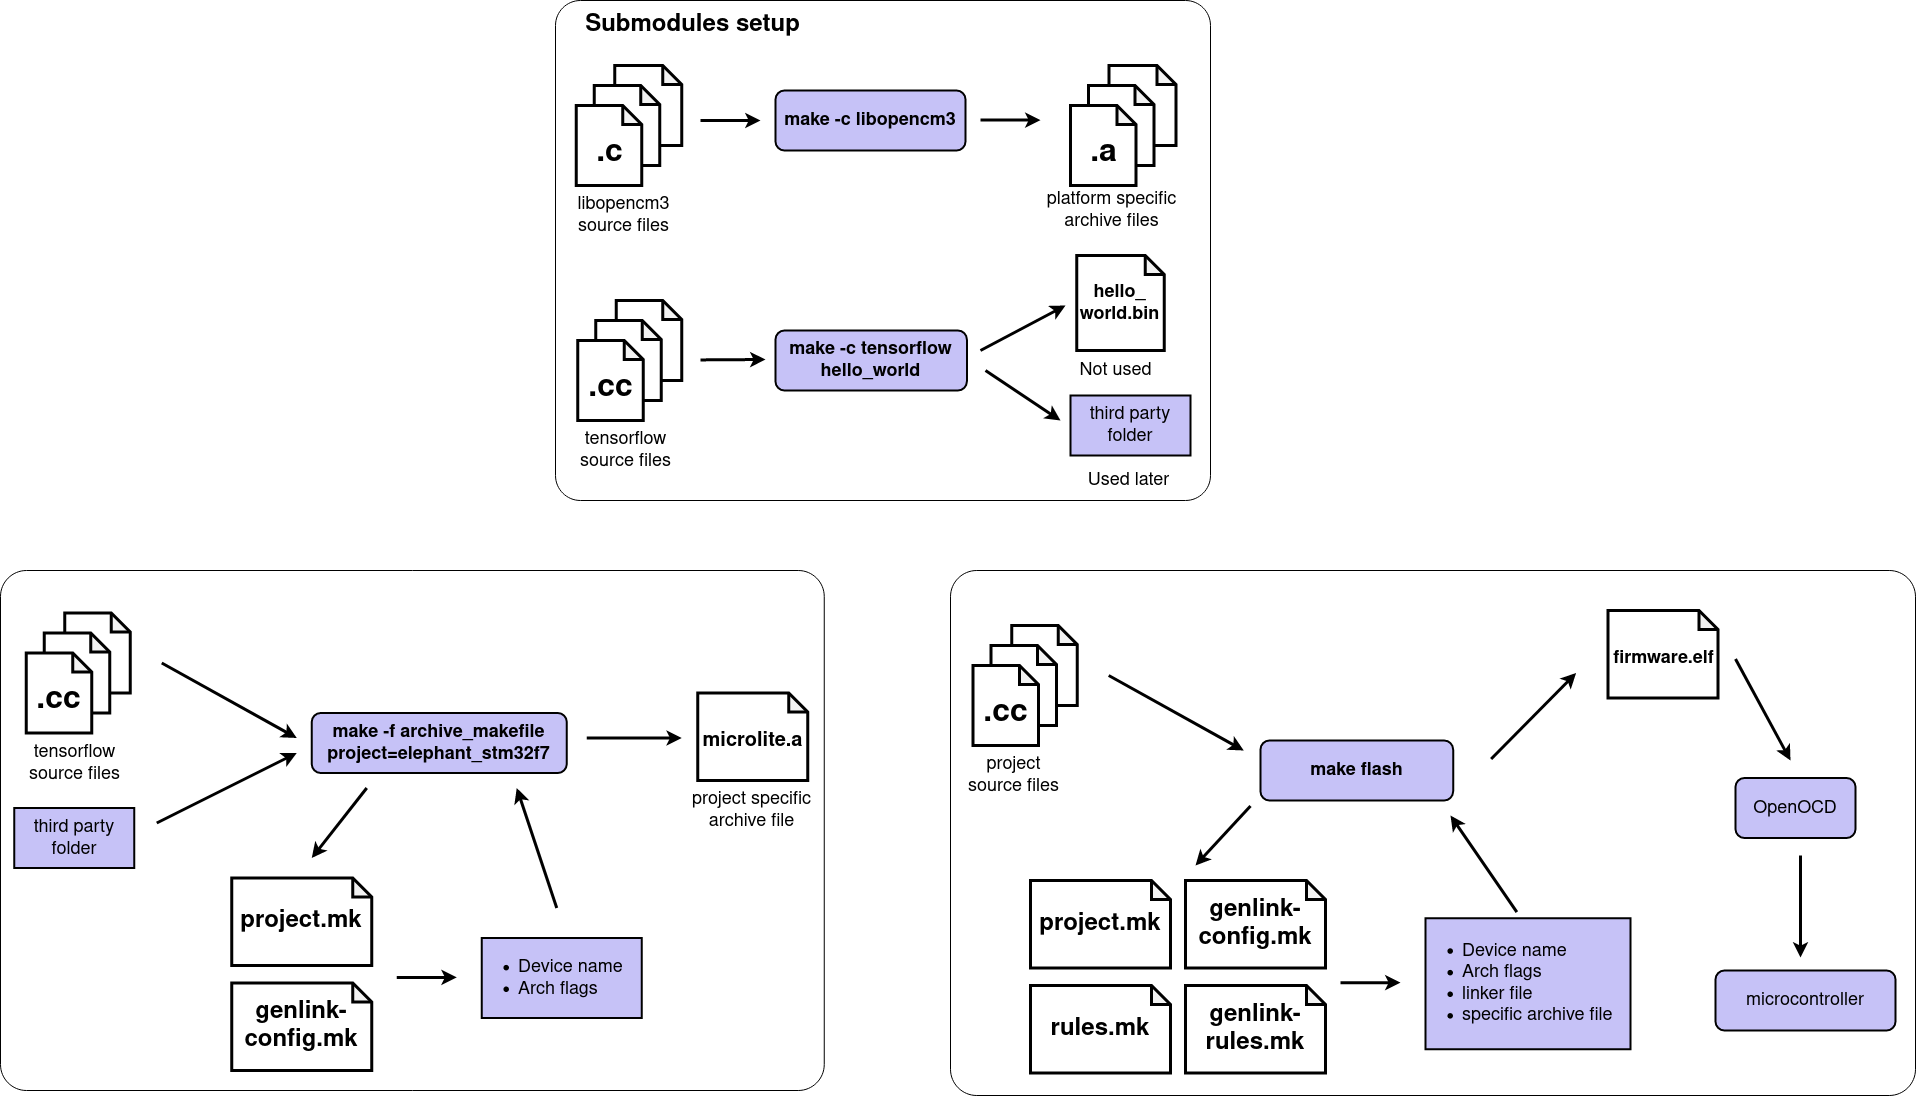 Submodules setup
.c
libopencm3
source files
make -c libopencm3
.a
platform specific
archive files
.cc
tensorflow
source files
make -c tensorflow
hello_world
hello_
world.bin
Not used
third party
folder
Used later
.cc
tensorflow
source files
third party
folder
make -f archive_makefile
project=elephant_stm32f7
microlite.a
project specific
archive file
project.mk
genlink-
config.mk
• Device name
• Arch flags
.cc
project
source files
make flash
firmware.elf
OpenOCD
microcontroller
project.mk
genlink-
config.mk
rules.mk
genlink-
rules.mk
• Device name
• Arch flags
• linker file
• specific archive file